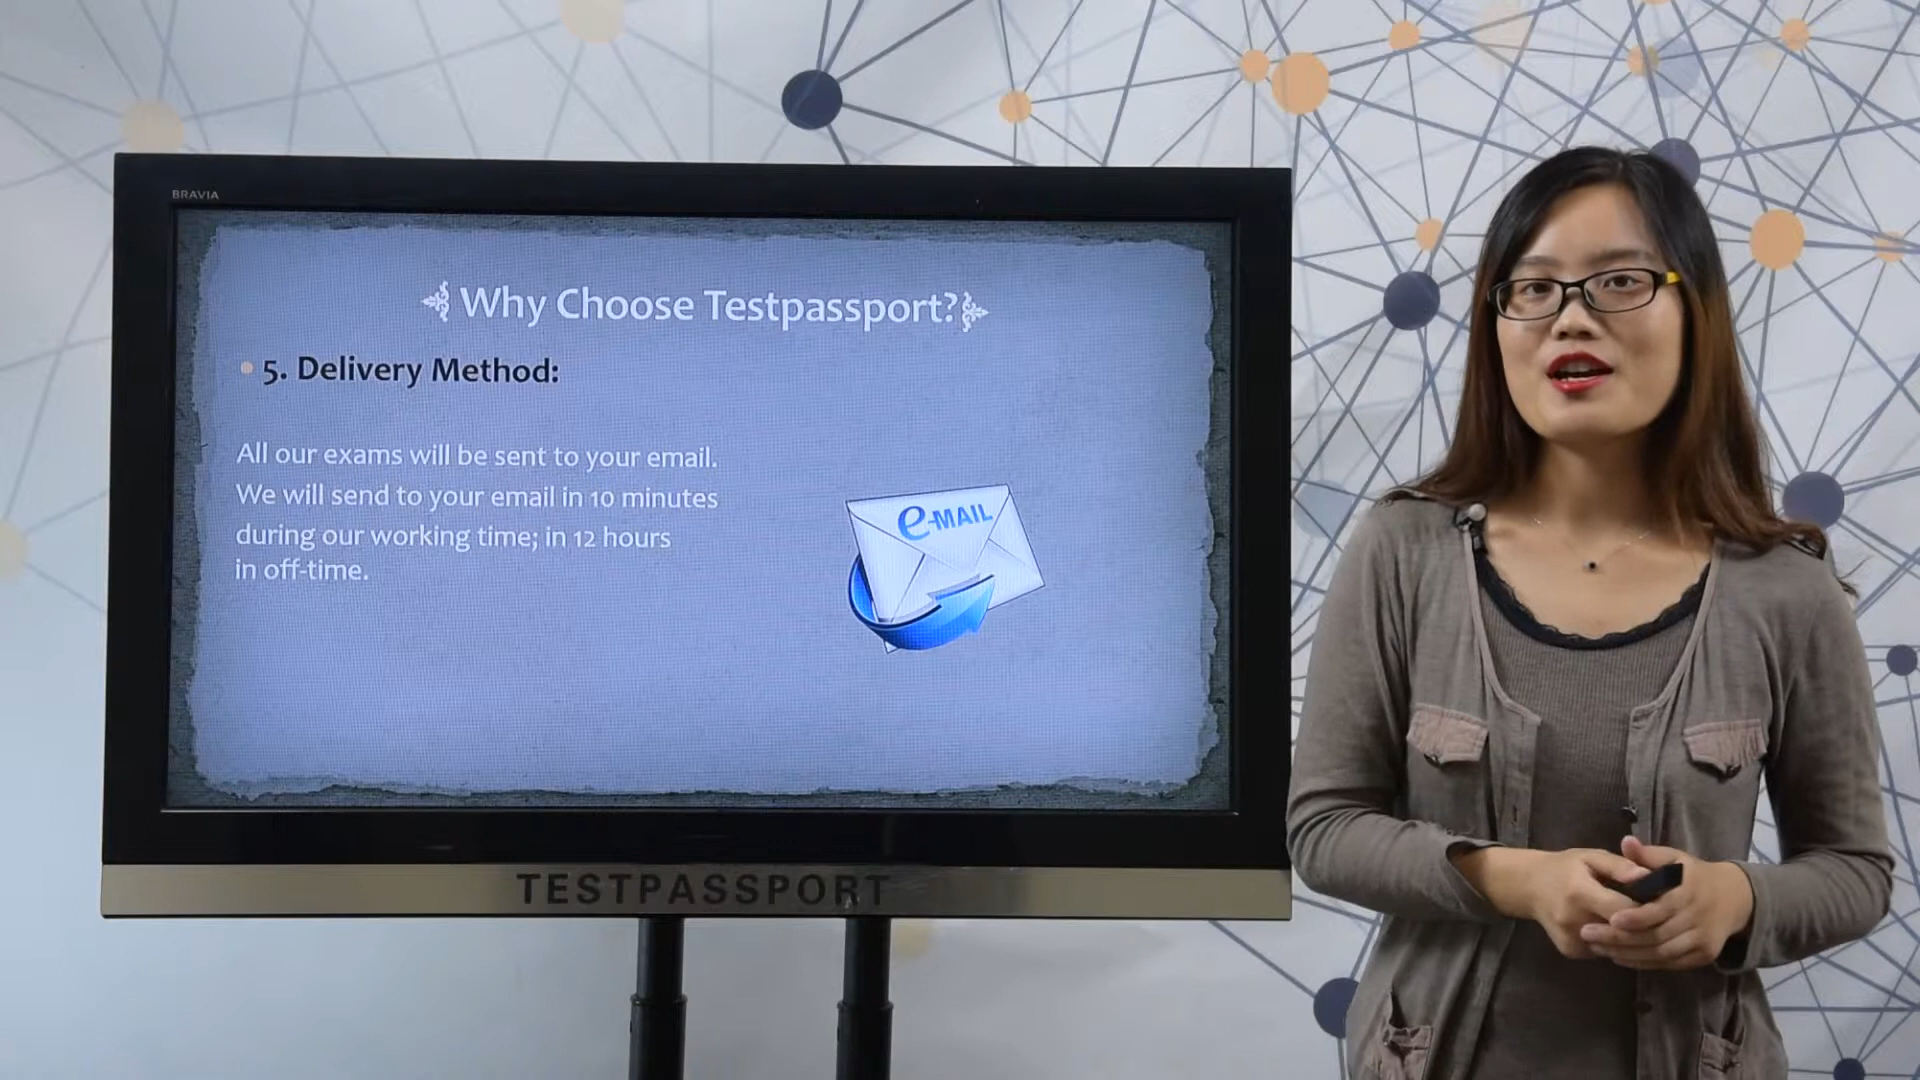 BRAVIA
Why Choose Testpassport?
5. Delivery Method:
All our exams will be sent to your email.
We will send to your email in 10 minutes
during our working time; in 12 hours
in off-time.
e-MAIL
TESTPASSPORT